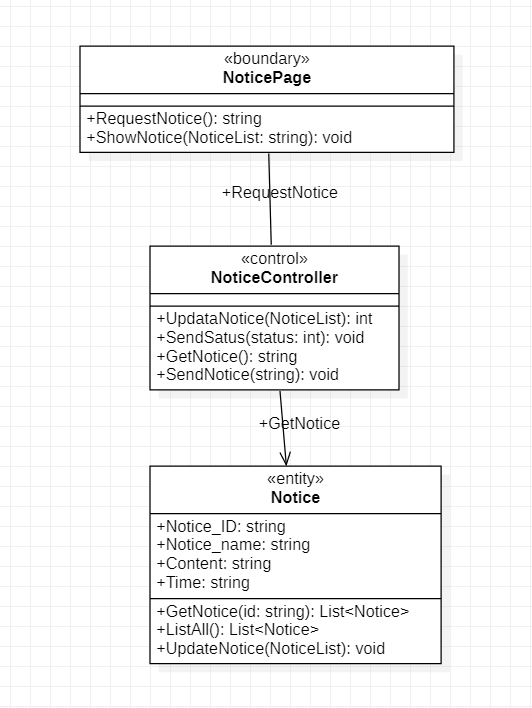 «boundary»
NoticePage
+RequestNotice(): string
+ShowNotice(NoticeList: string): void
+RequestNotice
«control»
NoticeController
+UpdataNotice(NoticeList): int
+SendSatus(status: int): void
+GetNotice(): string
+SendNotice(string): void
+GetNotice
«entity»
Notice
+Notice_ID: string
+Notice_name: string
+Content: string
+Time: string
+GetNotice(id: string): List<Notice>
+ListAll(): List<Notice>
+UpdateNotice(NoticeList): void